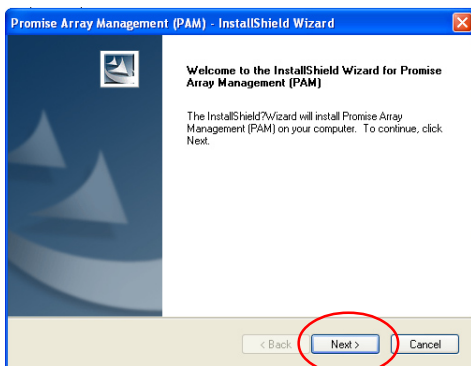 Promise Array Management (PAM) - InstallShield Wizard
Welcome to the InstallShield Wizard for Promise
Array Management (PAM)
The InstallShield?Wizard will install Promise Array
Management (PAM) on your computer. To continue, click
Next.
< Back Next > Cancel